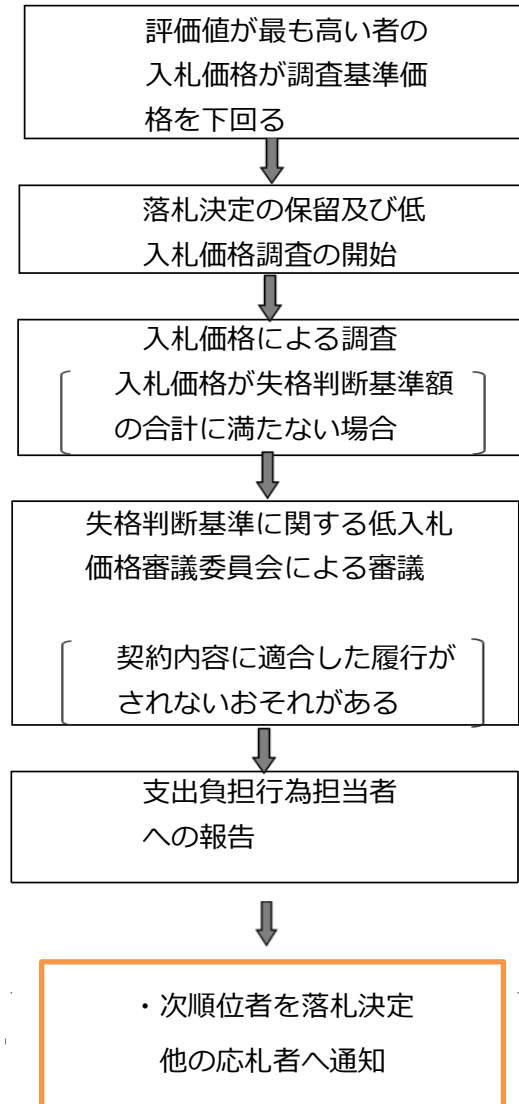 評価値が最も高い者の
入札価格が調査基準価
格を下回る
落札決定の保留及び低
入札価格調査の開始
入札価格による調査
入札価格が失格判断基準額
の合計に満たない場合
失格判断基準に関する低入札
価格審議委員会による審議
契約内容に適合した履行が
されないおそれがある
支出負担行為担当者
への報告
・次順位者を落札決定
他の応札者へ通知